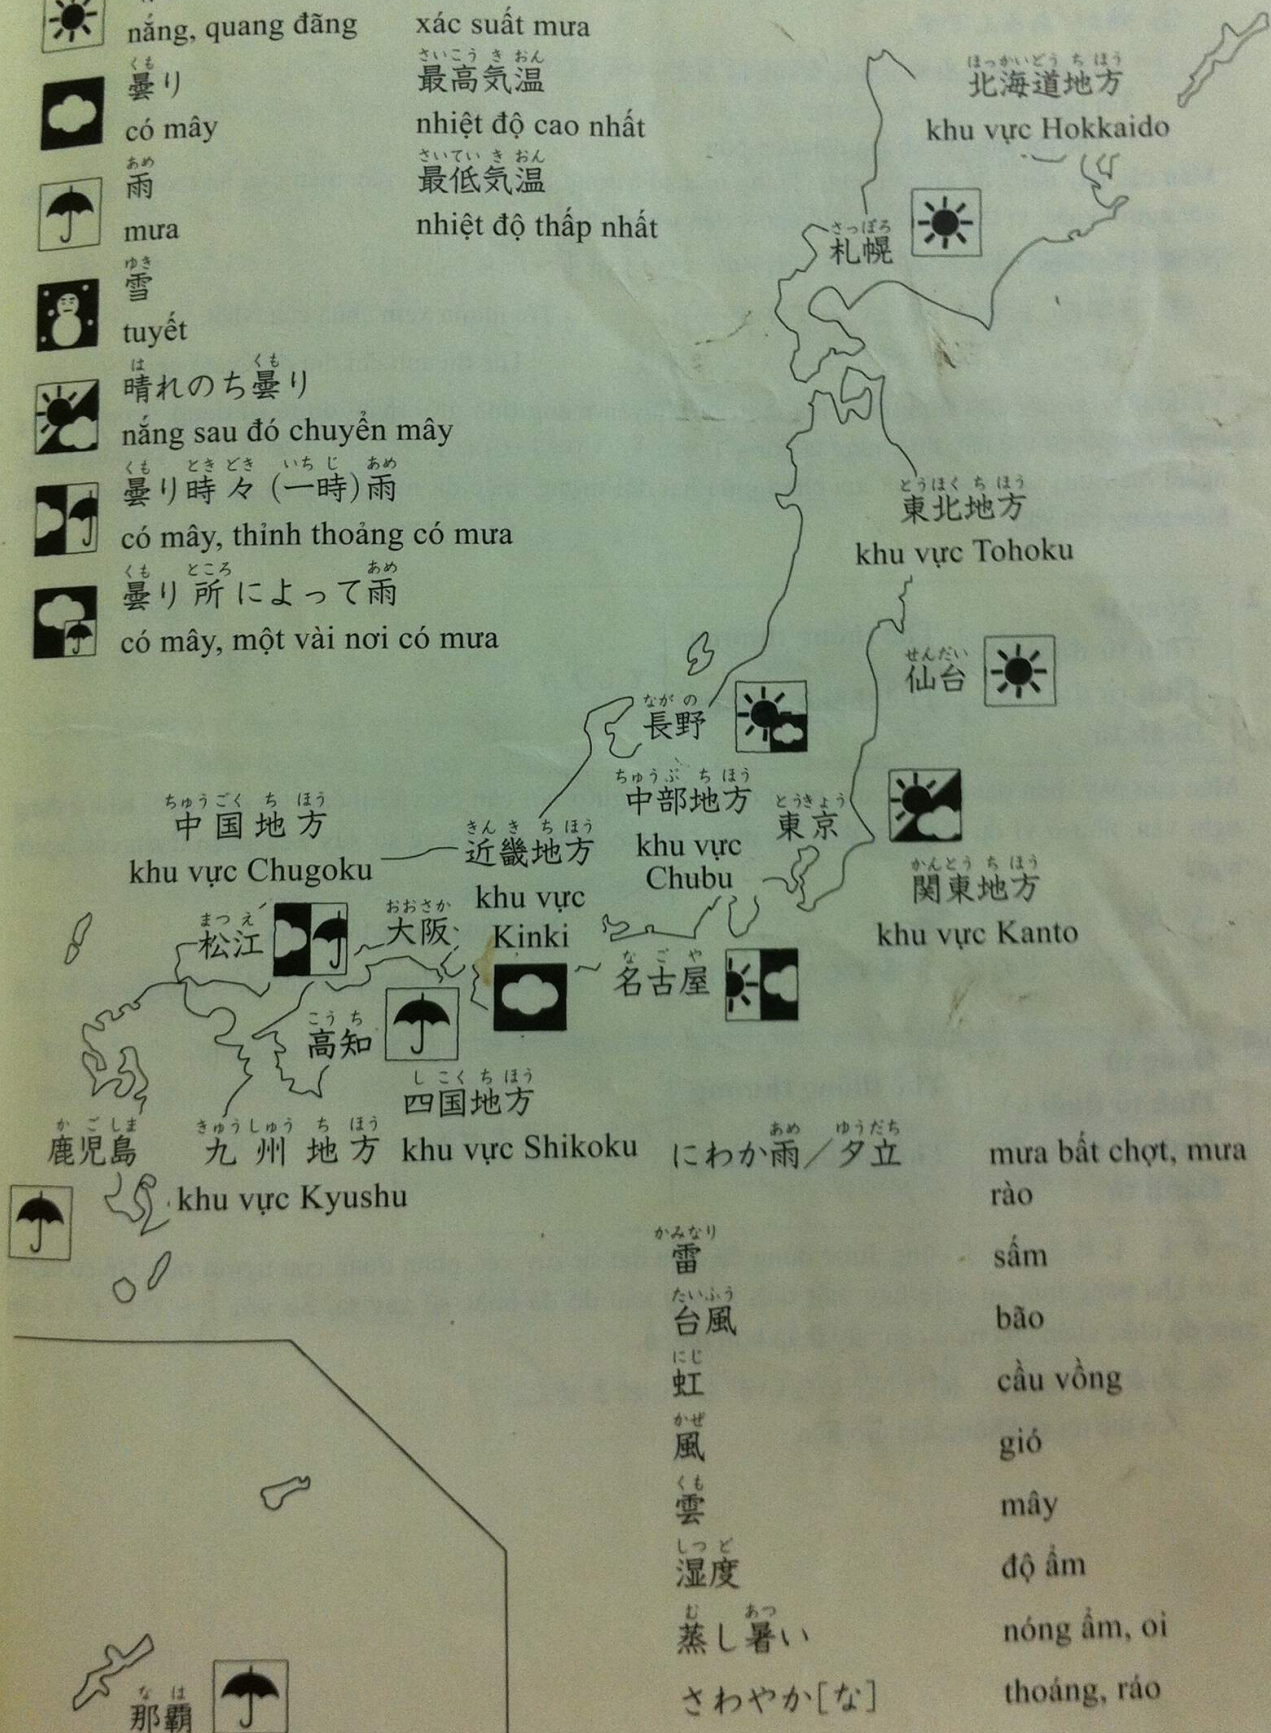 nắng, quang đãng
xác suất mưa
くも
曇り
có mây
あめ
雨
mưa
ゆき
雪
tuyết
は くも
晴れのち曇り
nắng sau đó chuyển mây
くも ときどき いちじ あめ
曇り時々(一時)雨
có mây, thỉnh thoảng có mưa
くも ところ あめ
曇り所によって雨
có mây, một vài nơi có mưa
さいこうきおん
最高気温
nhiệt độ cao nhất
さいていきおん
最低気温
nhiệt độ thấp nhất
ほっかいどうちほう
北海道地方
khu vực Hokkaido
さっぽろ
札幌
とうほくちほう
東北地方
khu vực Tohoku
せんだい
仙台
ながの
長野
ちゅうぶちほう
中部地方
khu vực
Chubu
とうきょう
東京
かんとうちほう
関東地方
khu vực Kanto
ちゅうごくちほう
中国地方
khu vực Chugoku
きんきちほう
近畿地方
khu vực
Kinki
まつえ
松江
おおさか
大阪
なごや
名古屋
こうち
高知
しこくちほう
四国地方
khu vực Shikoku
かごしま
鹿児島
きゅうしゅうちほう
九州地方
khu vực Kyushu
なは
那覇
あめ ゆうだち
にわか雨/夕立
mưa bất chợt, mưa
rào
かみなり
雷
sấm
たいふう
台風
bão
にじ
虹
cầu vồng
かぜ
風
gió
くも
雲
mây
しつど
湿度
độ ẩm
む あつ
蒸し暑い
nóng ẩm, oi
さわやか[な]
thoáng, ráo